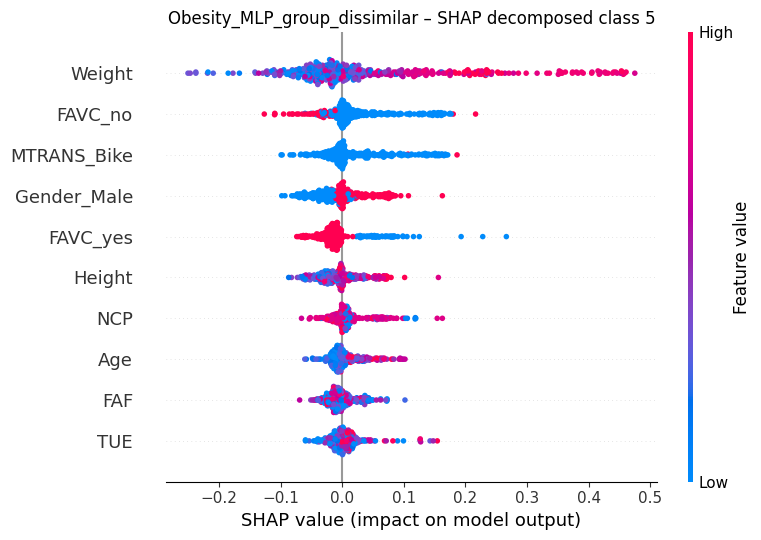 Obesity_MLP_group_dissimilar – SHAP decomposed class 5
High
Weight
FAVC_no
MTRANS_Bike
Gender_Male
FAVC_yes
Height
NCP
Age
FAF
TUE
Feature value
Low
−0.2 −0.1 0.0 0.1 0.2 0.3 0.4 0.5
SHAP value (impact on model output)